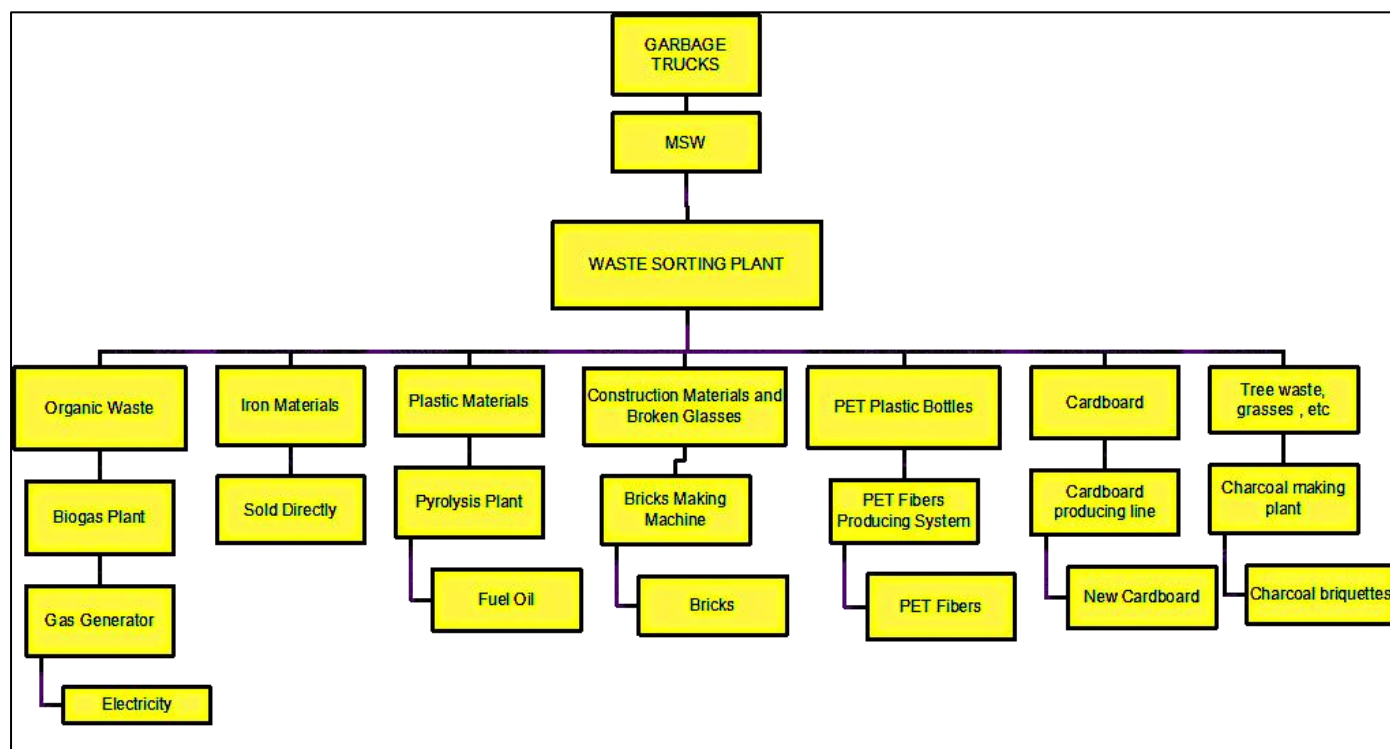 GARBAGE
TRUCKS
MSW
WASTE SORTING PLANT
Organic Waste
Iron Materials
Plastic Materials
Construction Materials and
Broken Glasses
PET Plastic Bottles
Cardboard
Tree waste,
grasses , etc
Biogas Plant
Sold Directly
Pyrolysis Plant
Bricks Making
Machine
PET Fibers
Producing System
Cardboard
producing line
Charcoal making
plant
Gas Generator
Fuel Oil
Bricks
PET Fibers
New Cardboard
Charcoal briquettes
Electricity